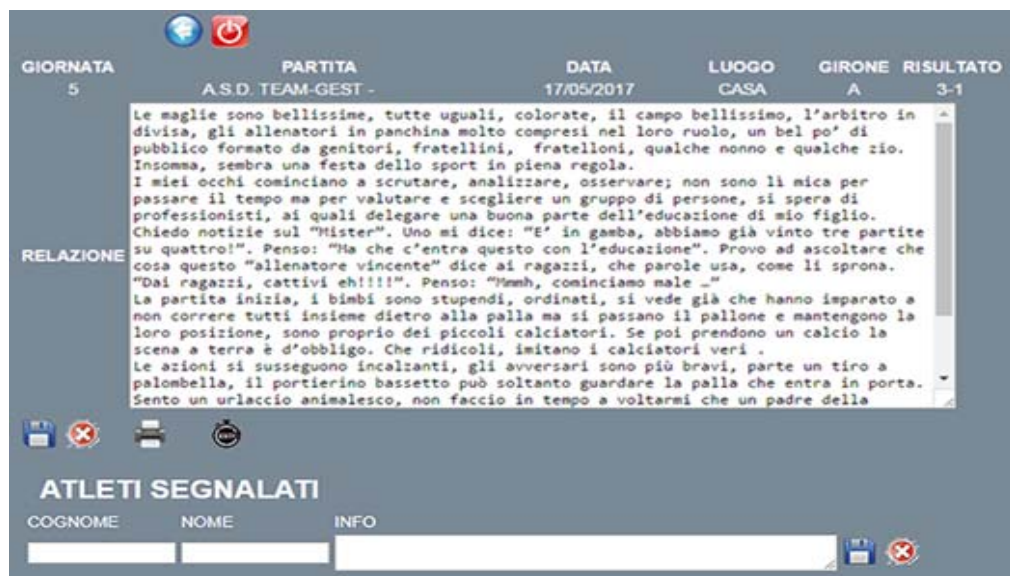 GIORNATA PARTITA DATA LUOGO GIRONE RISULTATO
5 A.S.D. TEAM-GEST - 17/05/2017 CASA A 3-1
Le maglie sono bellissime, tutte uguali, colorate, il campo bellissimo, l’arbitro in
divisa, gli allenatori in panchina molto compresi nel loro ruolo, un bel po’ di
pubblico formato da genitori, fratellini, fratelloni, qualche nonno e qualche zio.
Insomma, sembra una festa dello sport in piena regola.
I miei occhi cominciano a scrutare, analizzare, osservare; non sono lì mica per
passare il tempo ma per valutare e scegliere un gruppo di persone, si spera di
professionisti, ai quali delegare una buona parte dell’educazione di mio figlio.
Chiedo notizie sul “Mister”. Uno mi dice: “E’ in gamba, abbiamo già vinto tre partite
RELAZIONE su quattro!”. Penso: “Ma che c’entra questo con l’educazione”. Provo ad ascoltare che
cosa questo “allenatore vincente” dice ai ragazzi, che parole usa, come li sprona.
“Dai ragazzi, cattivi eh!!!!”. Penso: “Mmmh, cominciamo male …”
La partita inizia, i bimbi sono stupendi, ordinati, si vede già che hanno imparato a
non correre tutti insieme dietro alla palla ma si passano il pallone e mantengono la
loro posizione, sono proprio dei piccoli calciatori. Se poi prendono un calcio la
scena a terra è d’obbligo. Che ridicoli, imitano i calciatori veri .
Le azioni si susseguono incalzanti, gli avversari sono più bravi, parte un tiro a
palombella, il portierino bassetto può soltanto guardare la palla che entra in porta.
Sento un urlaccio animalesco, non faccio in tempo a voltarmi che un padre della
ATLETI SEGNALATI
COGNOME NOME INFO